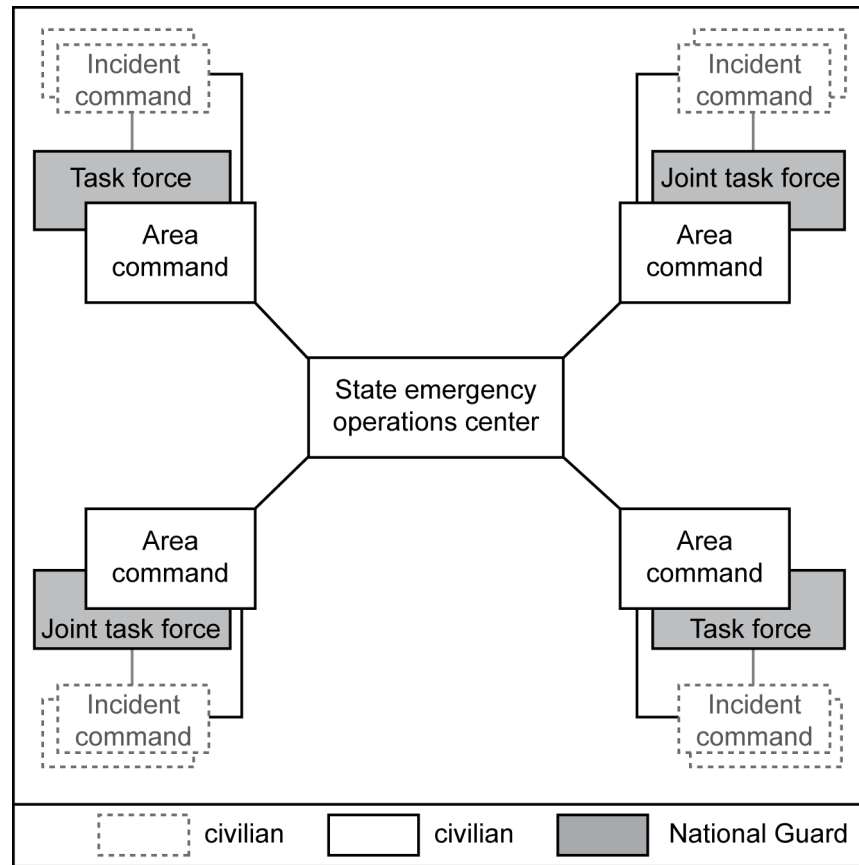 Incident
command
Incident
command
Task force
Joint task force
Area
command
Area
command
State emergency
operations center
Area
command
Area
command
Joint task force
Task force
Incident
command
Incident
command
civilian
civilian
National Guard